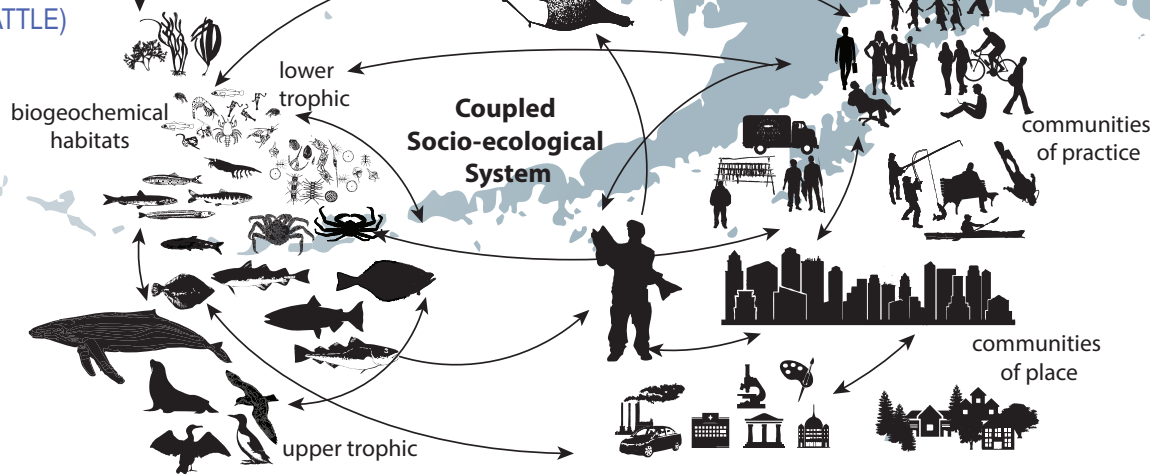 ATTLE)
lower
trophic
biogeochemical
habitats
Coupled
Socio-ecological
System
communities
of practice
communities
of place
upper trophic